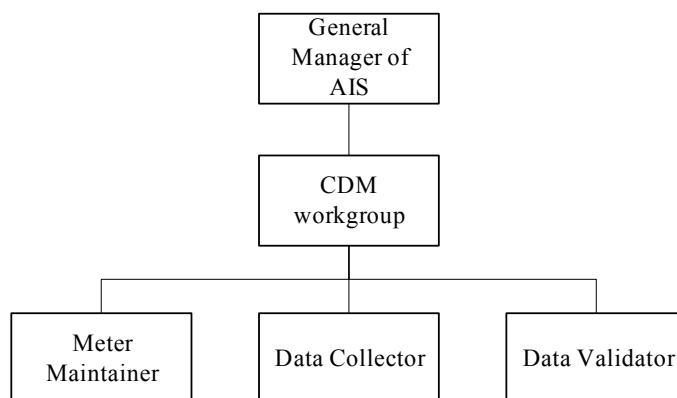 General
Manager of
AIS
CDM
workgroup
Meter
Maintainer
Data Collector
Data Validator